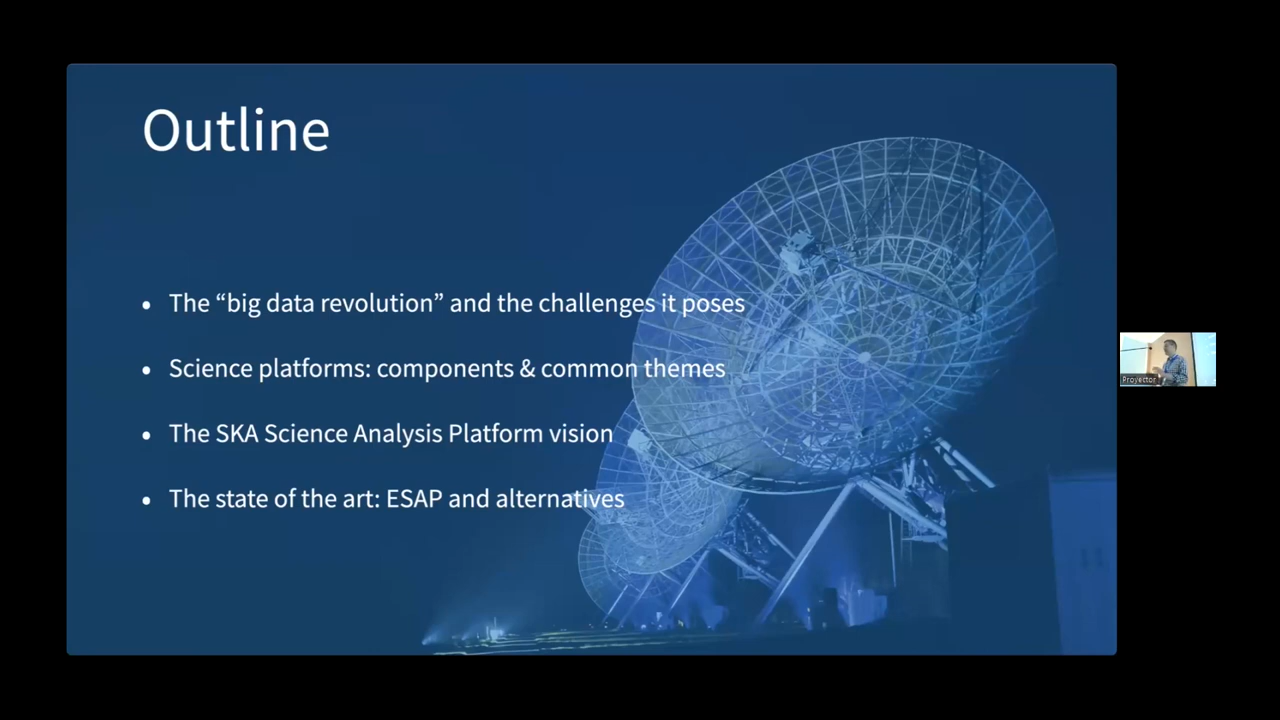 Outline
• The “big data revolution” and the challenges it poses
• Science platforms: components & common themes
• The SKA Science Analysis Platform vision
• The state of the art: ESAP and alternatives
Proyector